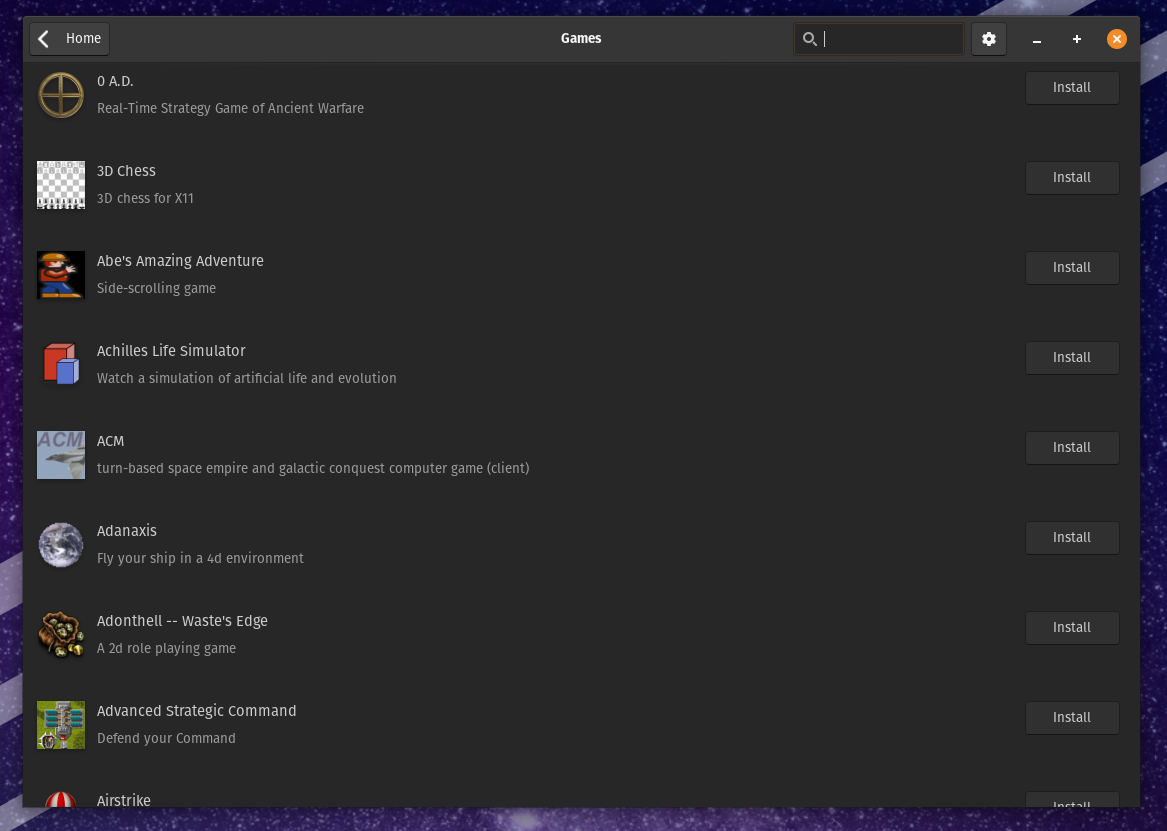 Home
Games
0 A.D.
Real-Time Strategy Game of Ancient Warfare
Install
3D Chess
3D chess for X11
Install
Abe's Amazing Adventure
Side-scrolling game
Install
Achilles Life Simulator
Watch a simulation of artificial life and evolution
Install
ACM
ACM
turn-based space empire and galactic conquest computer game (client)
Install
Adanaxis
Fly your ship in a 4d environment
Install
Adonthell -- Waste's Edge
A 2d role playing game
Install
Advanced Strategic Command
Defend your Command
Install
Airstrike
Install